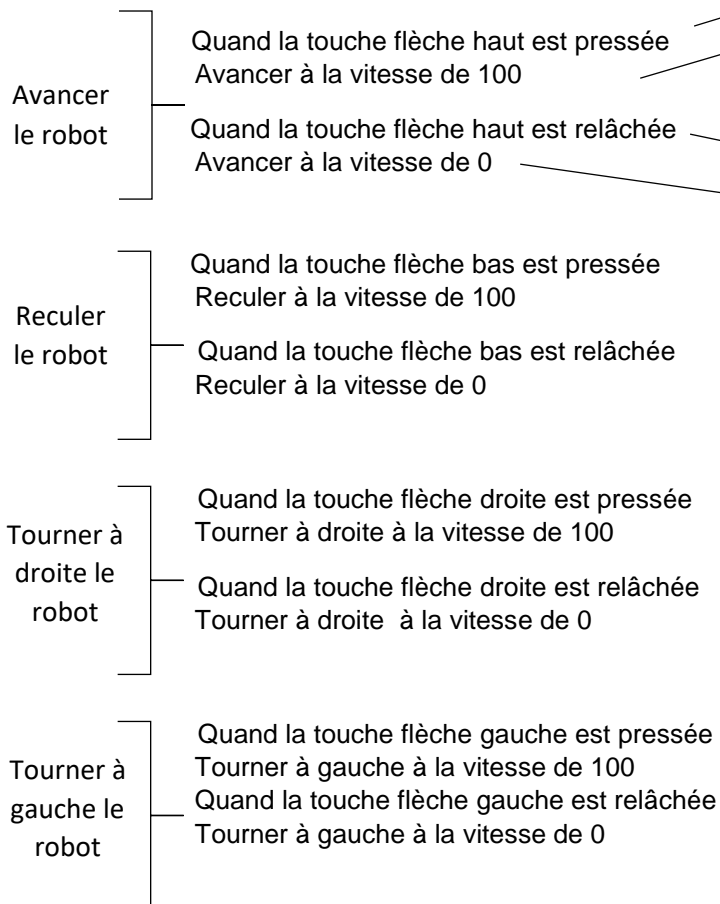 Avancer
le robot
Quand la touche flèche haut est pressée
Avancer à la vitesse de 100
Quand la touche flèche haut est relâchée
Avancer à la vitesse de 0
Reculer
le robot
Quand la touche flèche bas est pressée
Reculer à la vitesse de 100
Quand la touche flèche bas est relâchée
Reculer à la vitesse de 0
Tourner à
droite le
robot
Quand la touche flèche droite est pressée
Tourner à droite à la vitesse de 100
Quand la touche flèche droite est relâchée
Tourner à droite  à la vitesse de 0
Tourner à
gauche le
robot
Quand la touche flèche gauche est pressée
Tourner à gauche à la vitesse de 100
Quand la touche flèche gauche est relâchée
Tourner à gauche à la vitesse de 0